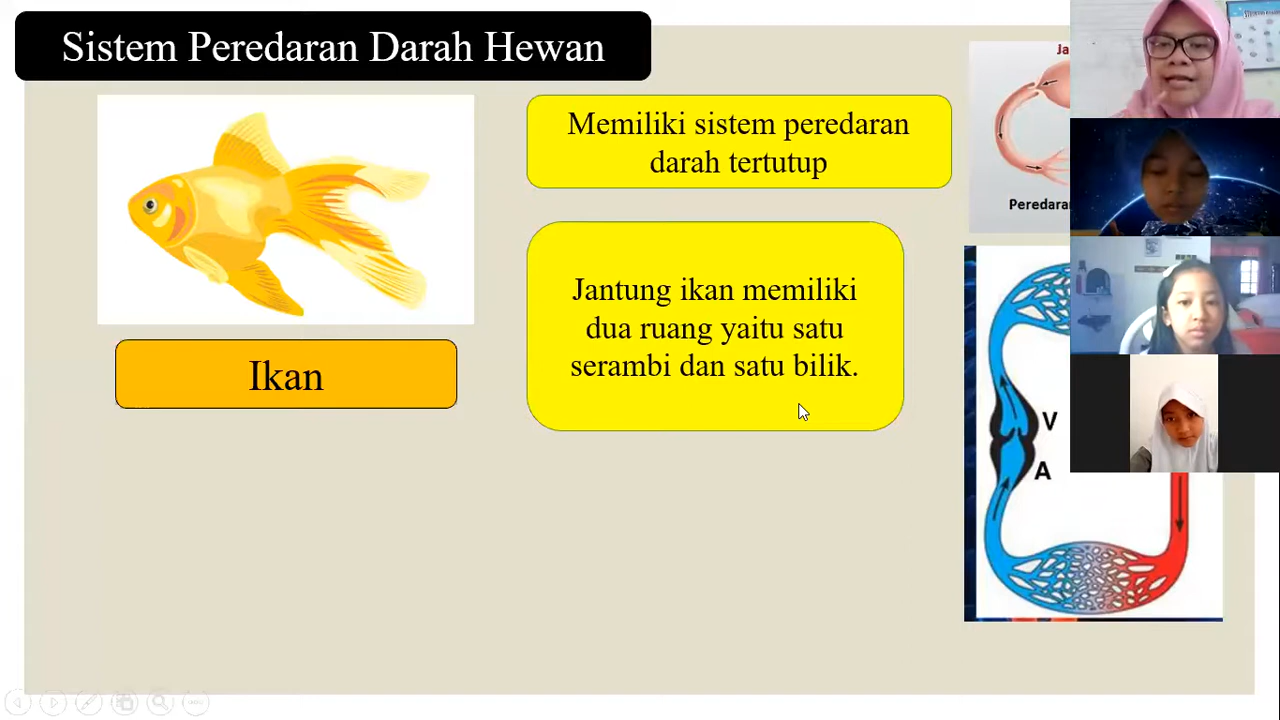 Sistem Peredaran Darah Hewan
Memiliki sistem peredaran
darah tertutup
Jantung ikan memiliki
dua ruang yaitu satu
serambi dan satu bilik.
Ikan
Ja
Peredaran
V
A